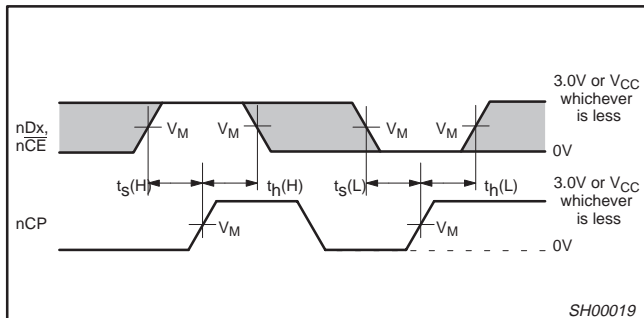 3.0V or VCC
whichever
is less
nDx,
nCE
VM
VM
VM
VM
0V
ts(H)
th(H)
ts(L)
th(L)
3.0V or VCC
whichever
is less
nCP
VM
VM
0V
SH00019